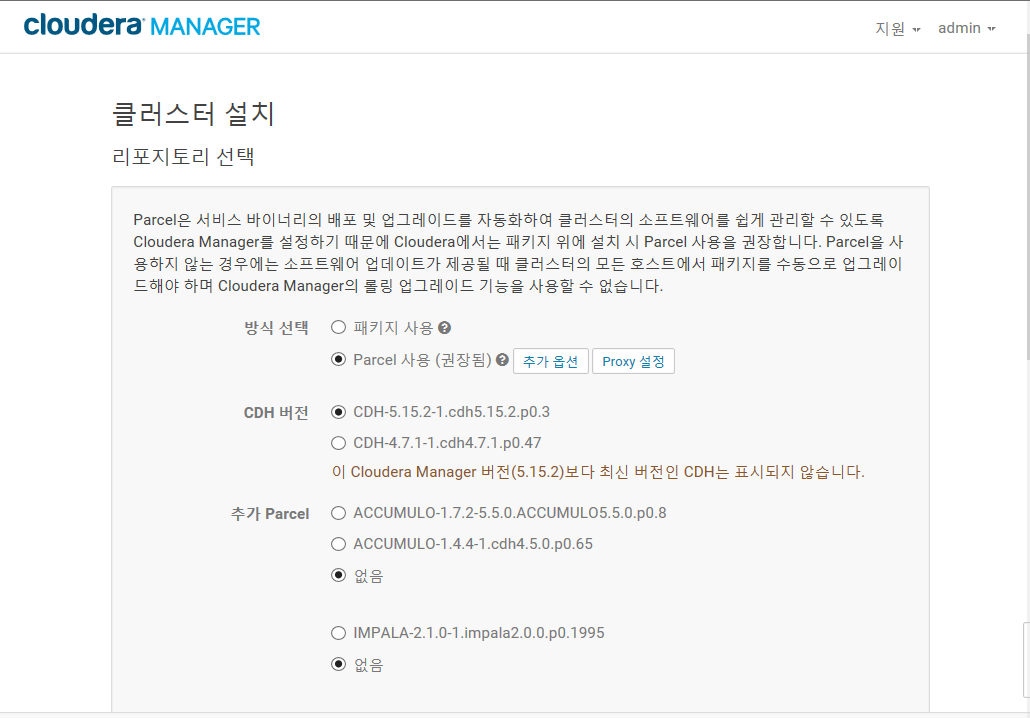 cloudera MANAGER
지원 admin
클러스터 설치
리포지토리 선택
Parcel은 서비스 바이너리의 배포 및 업그레이드를 자동화하여 클러스터의 소프트웨어를 쉽게 관리할 수 있도록
Cloudera Manager를 설정하기 때문에 Cloudera에서는 패키지 위에 설치 시 Parcel 사용을 권장합니다. Parcel을 사
용하지 않는 경우에는 소프트웨어 업데이트가 제공될 때 클러스터의 모든 호스트에서 패키지를 수동으로 업그레이
드해야 하며 Cloudera Manager의 롤링 업그레이드 기능을 사용할 수 없습니다.
방식 선택 패키지 사용 ?
Parcel 사용 (권장됨) ? 추가 옵션 Proxy 설정
CDH 버전 CDH-5.15.2-1.cdh5.15.2.p0.3
CDH-4.7.1-1.cdh4.7.1.p0.47
이 Cloudera Manager 버전(5.15.2)보다 최신 버전인 CDH는 표시되지 않습니다.
추가 Parcel ACCUMULO-1.7.2-5.5.0.ACCUMULO5.5.0.p0.8
ACCUMULO-1.4.4-1.cdh4.5.0.p0.65
없음
IMPALA-2.1.0-1.impala2.0.0.p0.1995
없음